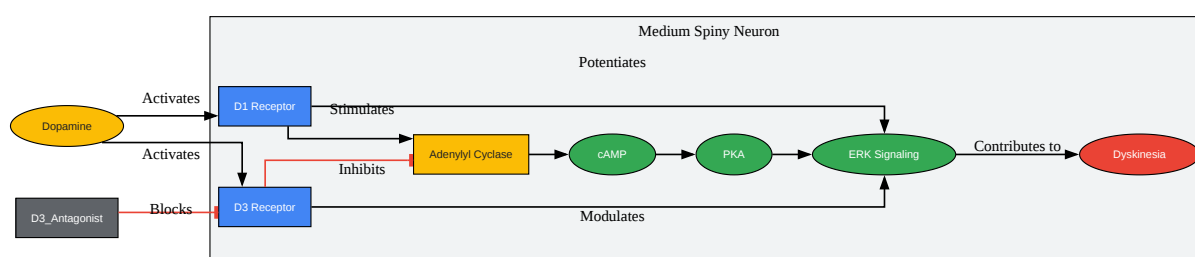 Medium Spiny Neuron
Potentiates
Activates
D1 Receptor
Stimulates
Dopamine
Activates
Adenylyl Cyclase
cAMP
PKA
ERK Signaling
Contributes to
Dyskinesia
Inhibits
D3_Antagonist
Blocks
D3 Receptor
Modulates